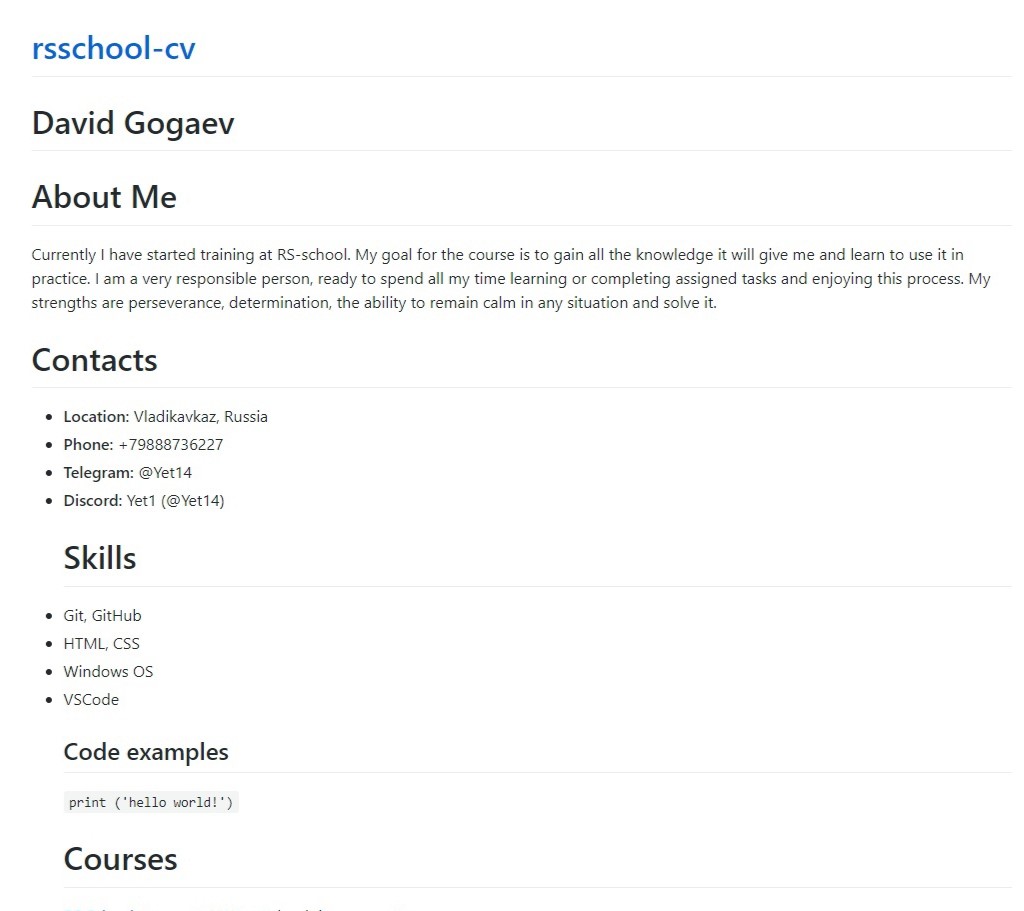 rsschool-cv
David Gogaev
About Me
Currently I have started training at RS-school. My goal for the course is to gain all the knowledge it will give me and learn to use it in
practice. I am a very responsible person, ready to spend all my time learning or completing assigned tasks and enjoying this process. My
strengths are perseverance, determination, the ability to remain calm in any situation and solve it.
Contacts
Location: Vladikavkaz, Russia
Phone: +79888736227
Telegram: @Yet14
Discord: Yet1 (@Yet14)
Skills
Git, GitHub
HTML, CSS
Windows OS
VSCode
Code examples
print ('hello world!')
Courses